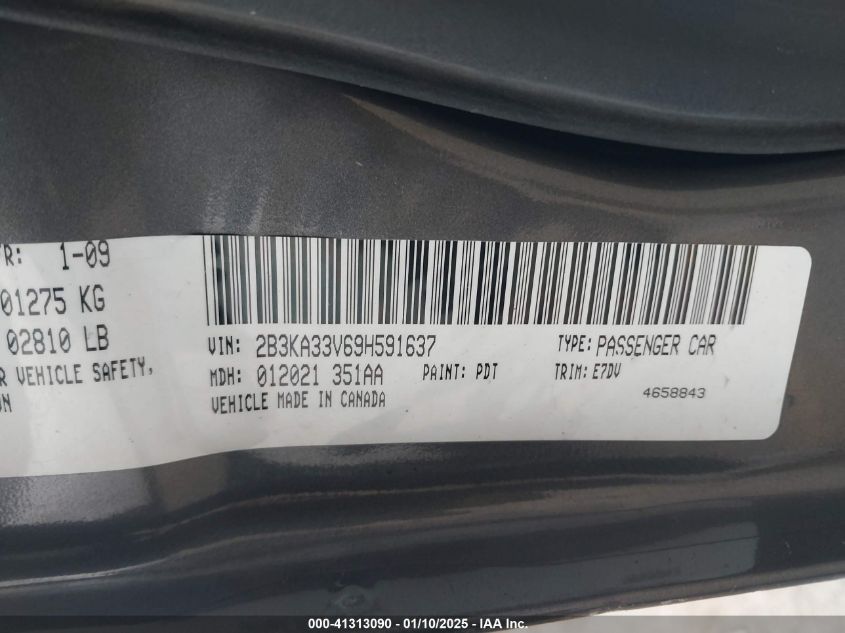 /R: 1-09
01275 KG
02810 LB
R VEHICLE SAFETY,
WN
VIN: 2B3KA33V69H591637 TYPE: PASSENGER CAR
MDH: 012021 351AA PAINT: PDT TRIM: E7DV
VEHICLE MADE IN CANADA 4658843
000-41313090 - 01/10/2025 - IAA Inc.